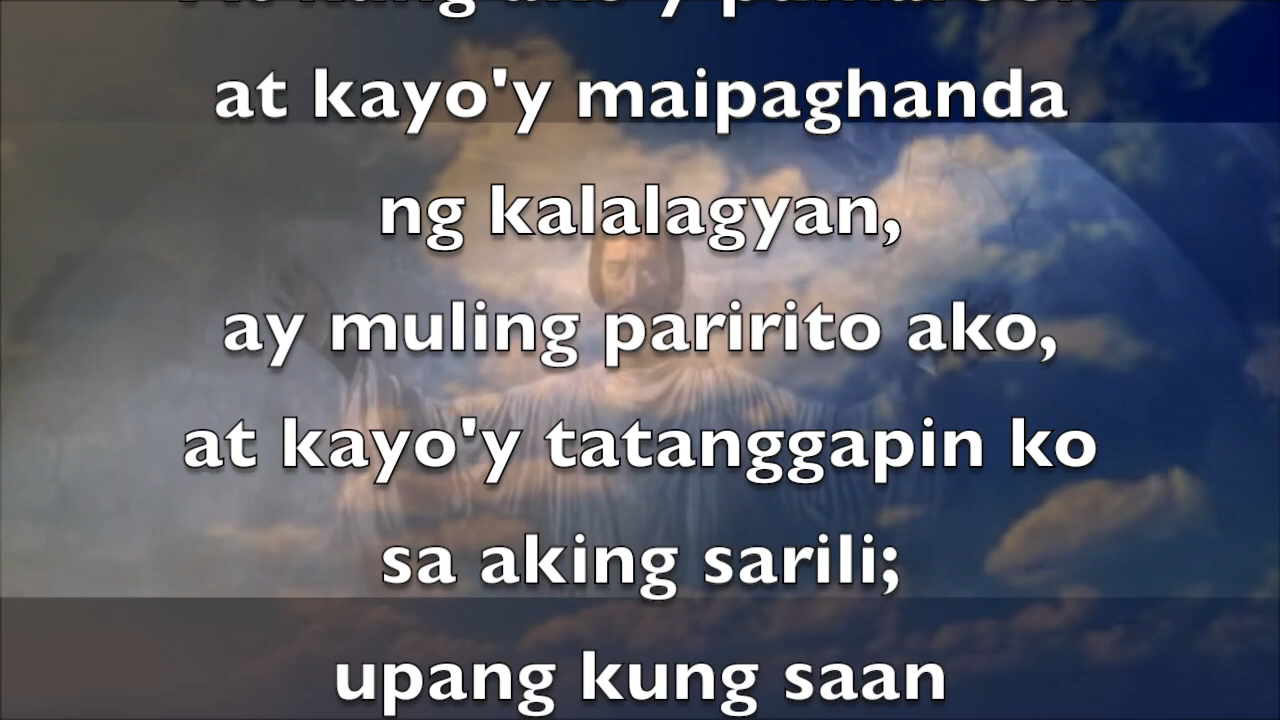 at kayo'y maipaghanda
ng kalalagyan,
ay muling paririto ako,
at kayo'y tatanggapin ko
sa aking sarili;
upang kung saan